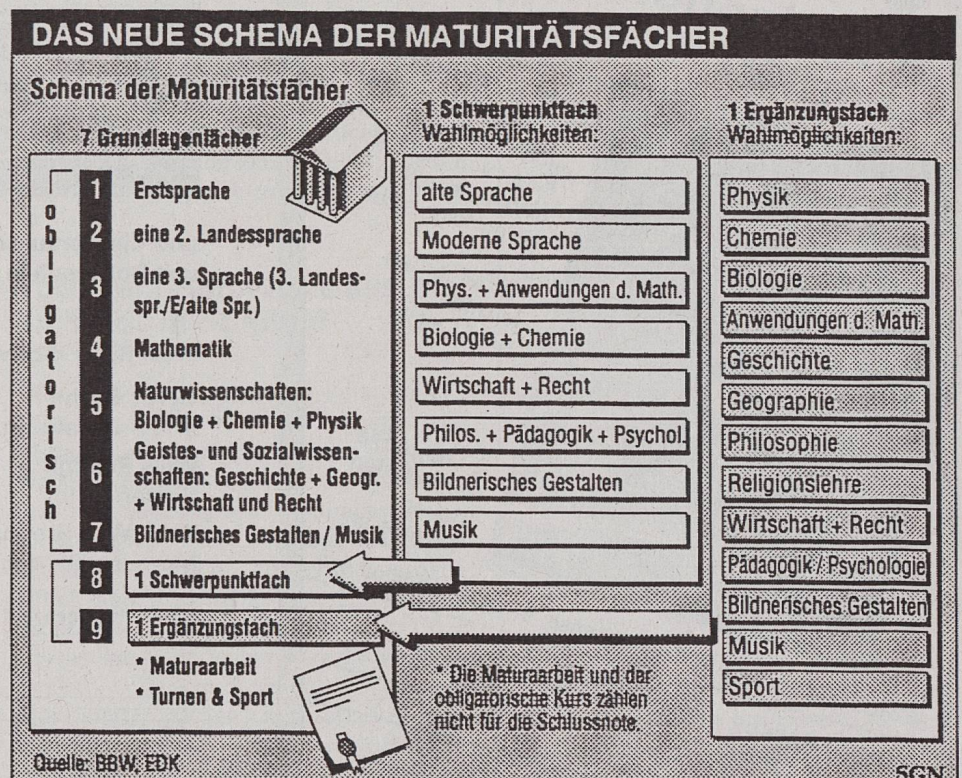 DAS NEUE SCHEMA DER MATURITÄTSFÄCHER
Schema der Maturitätsfächer
7 Grundlagenfächer
obligatorisch
1 Erstsprache
2 eine 2. Landessprache
3 eine 3. Sprache (3. Landes-
spr./E/alte Spr.)
4 Mathematik
5 Naturwissenschaften:
Biologie + Chemie + Physik
6 Geistes- und Sozialwissen-
schaften: Geschichte + Geogr.
+ Wirtschaft und Recht
7 Bildnerisches Gestalten / Musik
8 1 Schwerpunktfach
9 1 Ergänzungsfach
* Maturaarbeit
* Turnen & Sport
1 Schwerpunktfach
Wahlmöglichkeiten:
alte Sprache
Moderne Sprache
Phys. + Anwendungen d. Math.
Biologie + Chemie
Wirtschaft + Recht
Philos. + Pädagogik + Psychol.
Bildnerisches Gestalten
Musik
* Die Maturaarbeit und der
obligatorische Kurs zählen
nicht für die Schlussnote.
1 Ergänzungsfach
Wahlmöglichkeiten:
Physik
Chemie
Biologie
Anwendungen d. Math.
Geschichte
Geographie
Philosophie
Religionslehre
Wirtschaft + Recht
Pädagogik / Psychologie
Bildnerisches Gestalten
Musik
Sport
Quelle: BBW, EDK
SGN